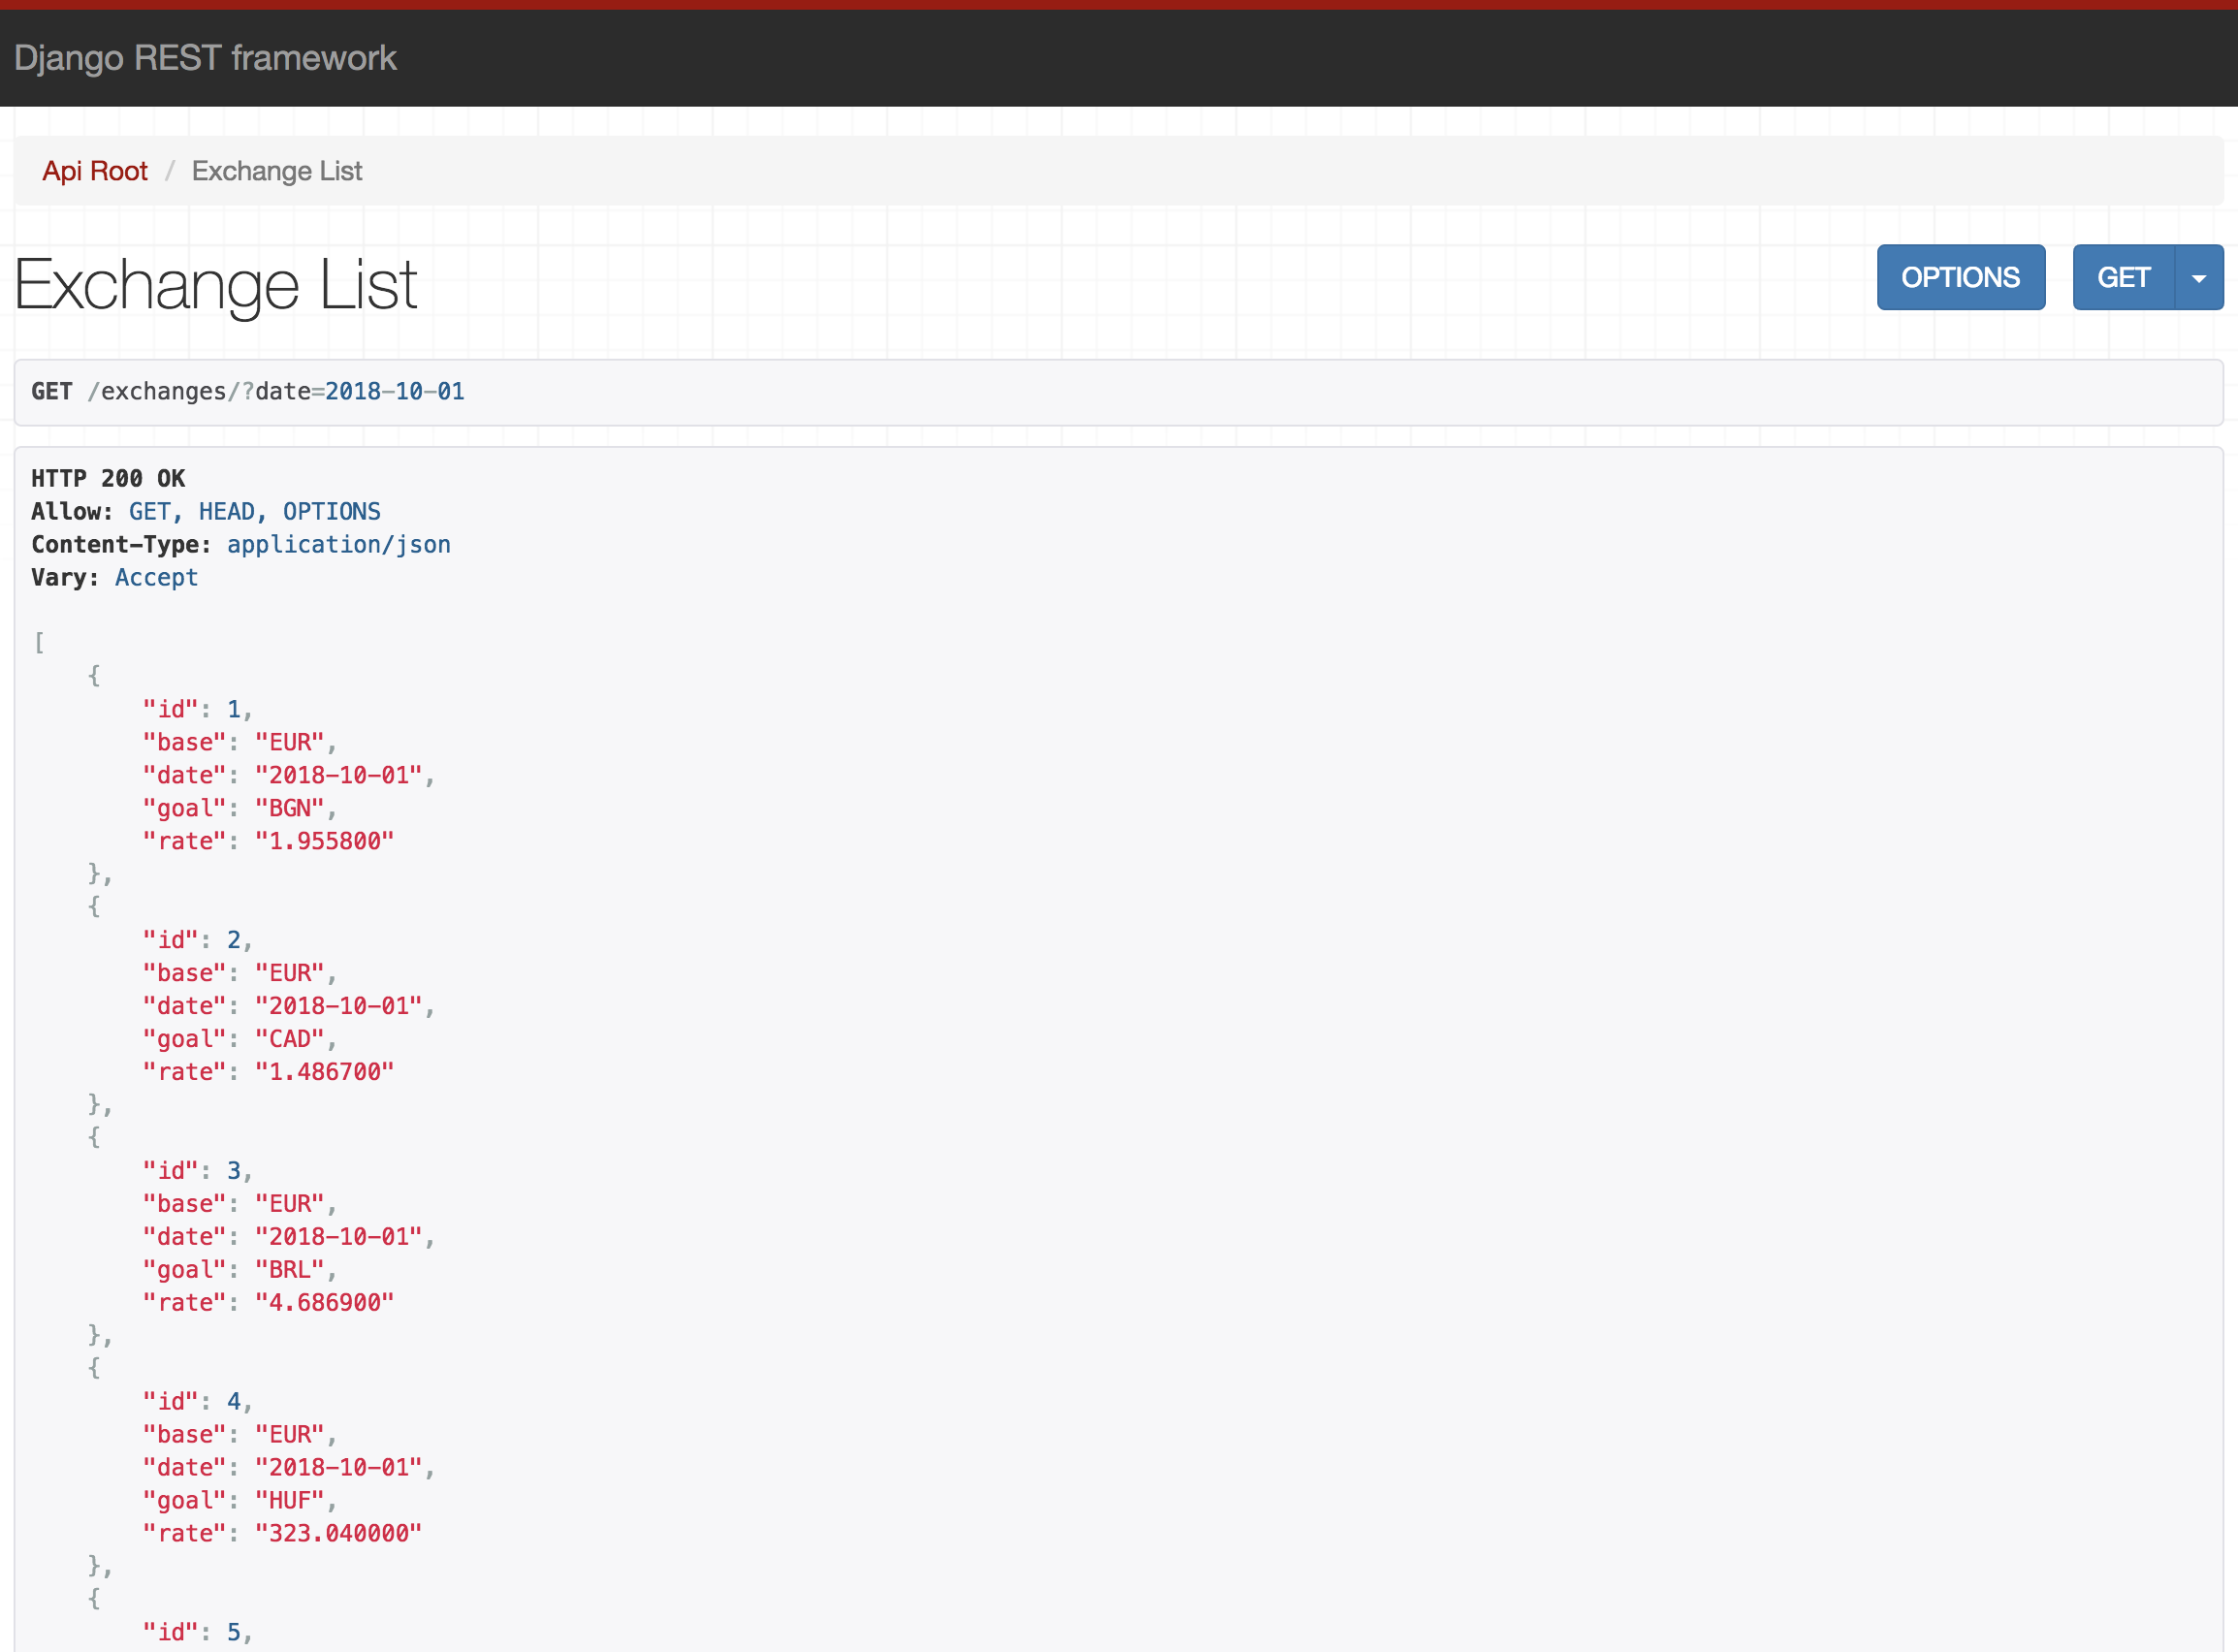 Django REST framework
Api Root / Exchange List
Exchange List
OPTIONS GET
GET /exchanges/?date=2018-10-01
HTTP 200 OK
Allow: GET, HEAD, OPTIONS
Content-Type: application/json
Vary: Accept
[
    {
        "id": 1,
        "base": "EUR",
        "date": "2018-10-01",
        "goal": "BGN",
        "rate": "1.955800"
    },
    {
        "id": 2,
        "base": "EUR",
        "date": "2018-10-01",
        "goal": "CAD",
        "rate": "1.486700"
    },
    {
        "id": 3,
        "base": "EUR",
        "date": "2018-10-01",
        "goal": "BRL",
        "rate": "4.686900"
    },
    {
        "id": 4,
        "base": "EUR",
        "date": "2018-10-01",
        "goal": "HUF",
        "rate": "323.040000"
    },
    {
        "id": 5,